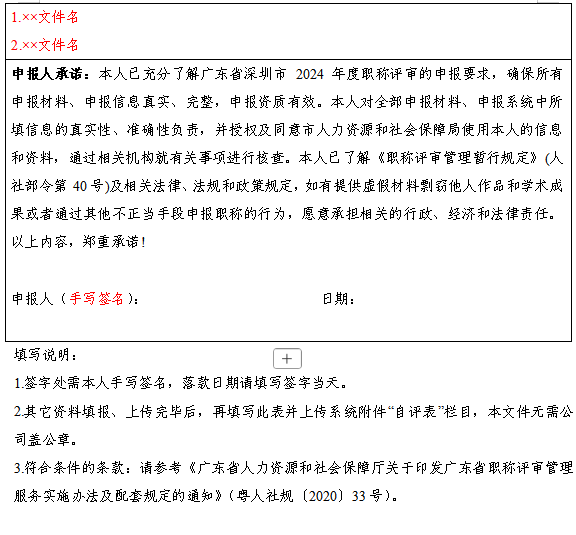 1.××文件名
2.××文件名
申报人承诺：本人已充分了解广东省深圳市 2024 年度职称评审的申报要求，确保所有
申报材料、申报信息真实、完整，申报资质有效。本人对全部申报材料、申报系统中所
填信息的真实性、准确性负责，并授权及同意市人力资源和社会保障局使用本人的信息
和资料，通过相关机构就有关事项进行核查。本人已了解《职称评审管理暂行规定》(人
社部令第 40 号)及相关法律、法规和政策规定，如有提供虚假材料剽窃他人作品和学术成
果或者通过其他不正当手段申报职称的行为，愿意承担相关的行政、经济和法律责任。
以上内容，郑重承诺!
申报人（手写签名）： 日期：
填写说明：
1.签字处需本人手写签名，落款日期请填写签字当天。
2.其它资料填报、上传完毕后，再填写此表并上传系统附件“自评表”栏目，本文件无需公
司盖公章。
3.符合条件的条款：请参考《广东省人力资源和社会保障厅关于印发广东省职称评审管理
服务实施办法及配套规定的通知》（粤人社规〔2020〕33 号）。